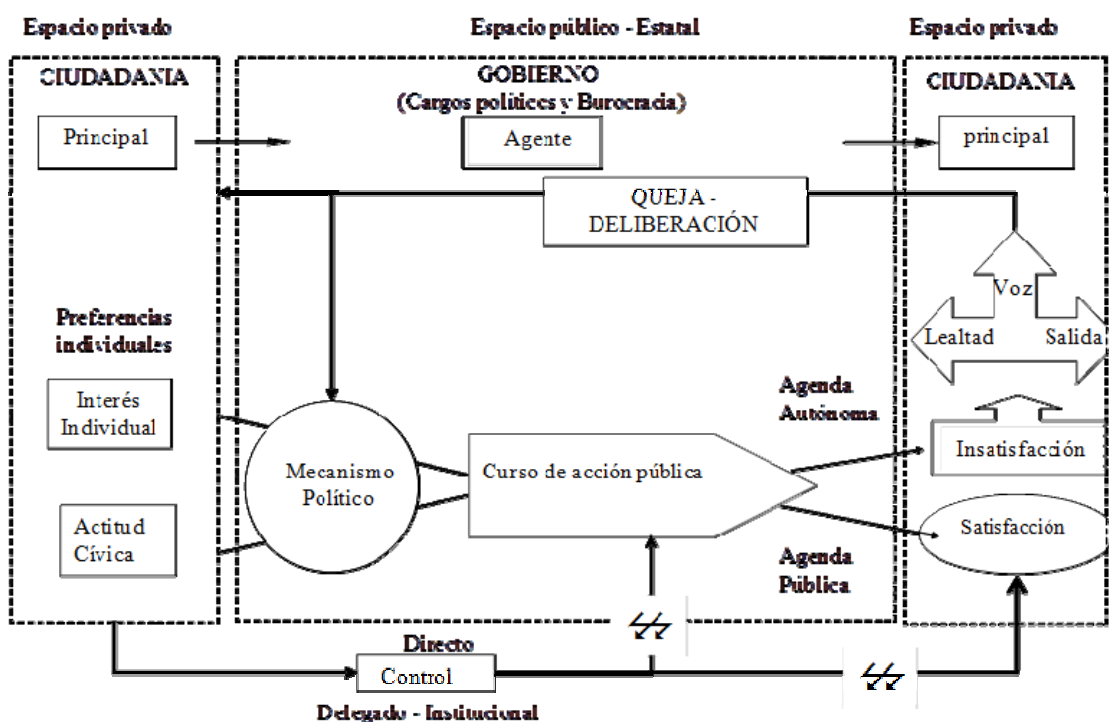 Espacio privado
Espacio público - Estatal
Espacio privado
CIUDADANIA
GOBIERNO
(Cargos políticos y Burocracia)
CIUDADANIA
Principal
Agente
principal
QUEJA -
DELIBERACIÓN
Voz
Lealtad
Salida
Preferencias
individuales
Interés
Individual
Actitud
Cívica
Mecanismo
Político
Curso de acción pública
Agenda
Autónoma
Agenda
Pública
Insatisfacción
Satisfacción
Directo
Control
Delegado - Institucional